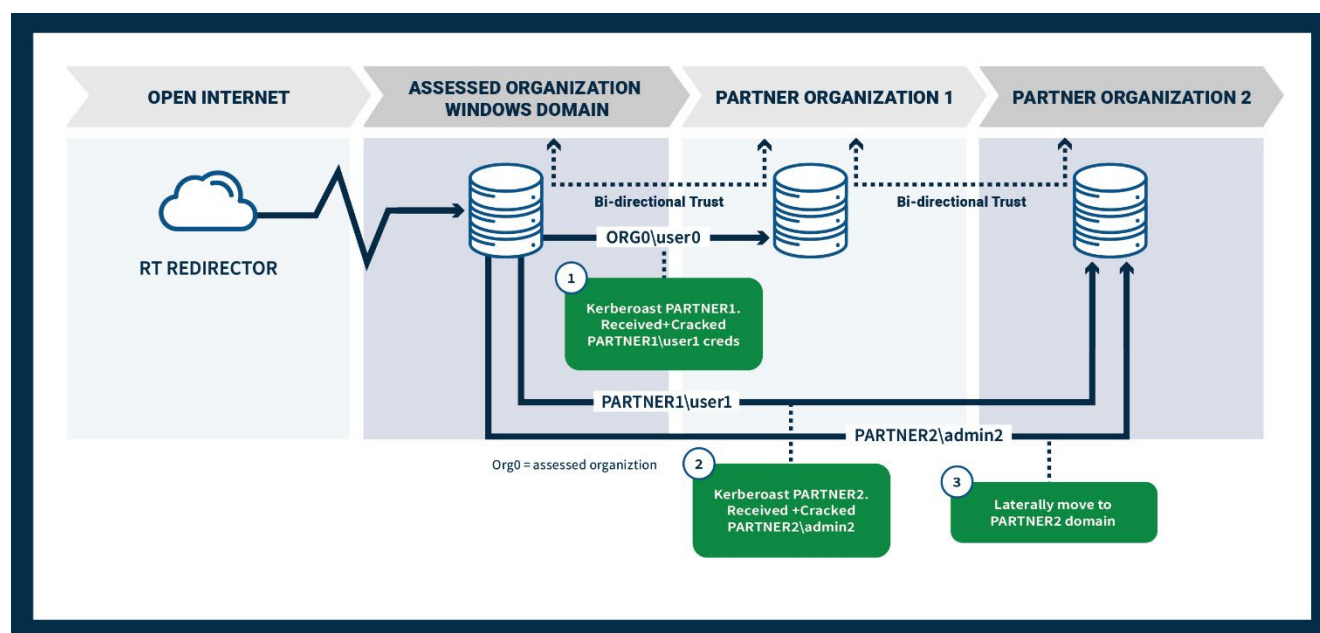 OPEN INTERNET
ASSESSED ORGANIZATION
WINDOWS DOMAIN
PARTNER ORGANIZATION 1
PARTNER ORGANIZATION 2
Bi-directional Trust
Bi-directional Trust
ORG0\user0
RT REDIRECTOR
1
Kerberoast PARTNER1.
Received+Cracked
PARTNER1\user1 creds
PARTNER1\user1
PARTNER2\admin2
Org0 = assessed organiztion
2
Kerberoast PARTNER2.
Received +Cracked
PARTNER2\admin2
3
Laterally move to
PARTNER2 domain